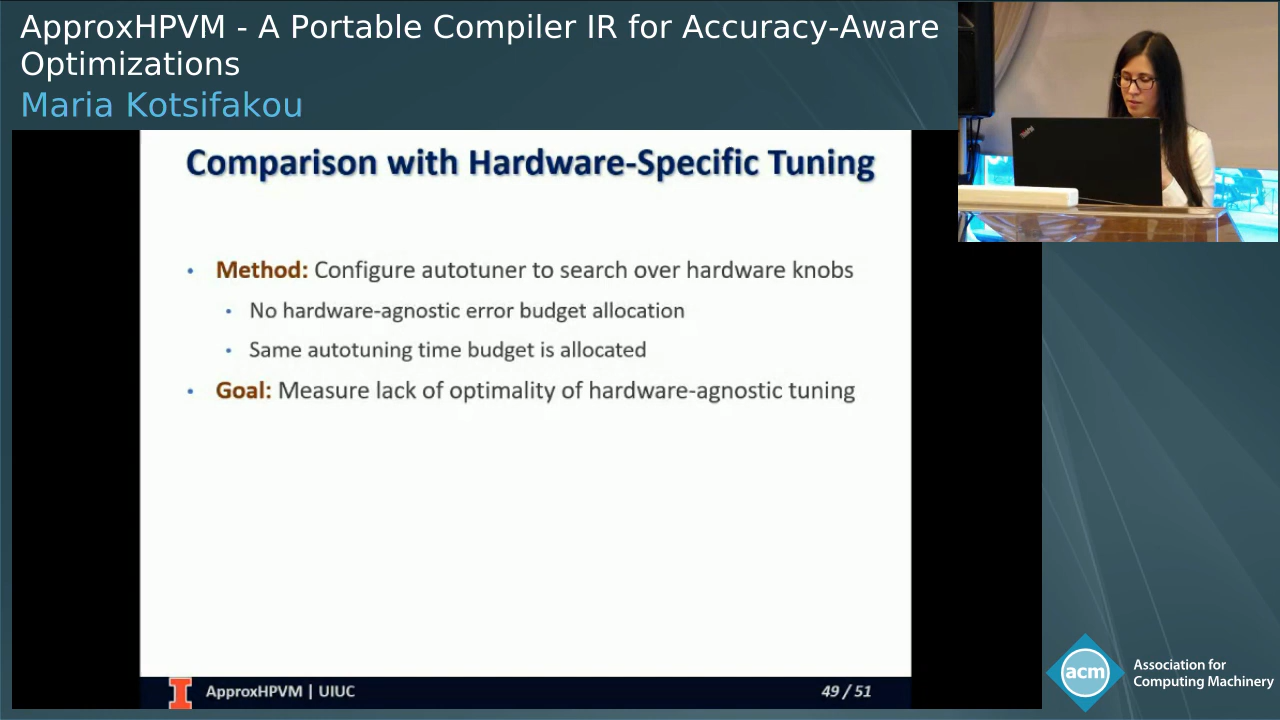 ApproxHPVM - A Portable Compiler IR for Accuracy-Aware
Optimizations
Maria Kotsifakou
Comparison with Hardware-Specific Tuning
• Method: Configure autotuner to search over hardware knobs
• No hardware-agnostic error budget allocation
• Same autotuning time budget is allocated
• Goal: Measure lack of optimality of hardware-agnostic tuning
ApproxHPVM | UIUC
49 / 51
ThinkPad
acm
Association for
Computing Machinery